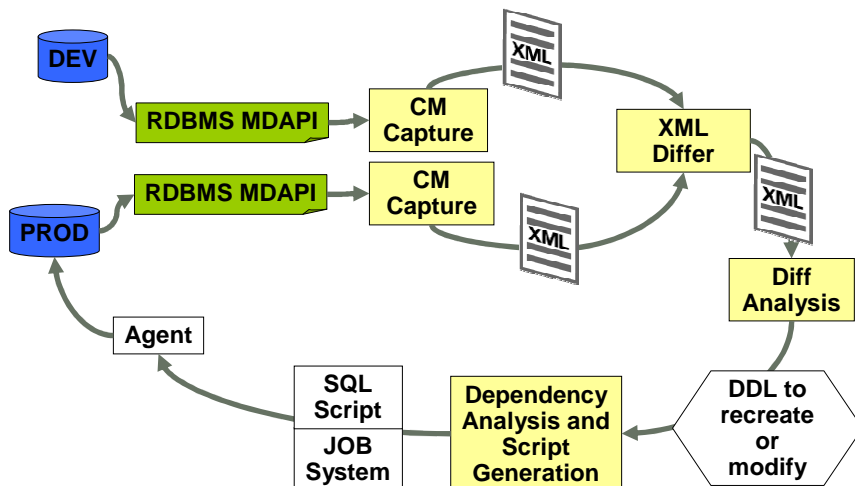 DEV
RDBMS MDAPI
CM
Capture
XML
XML
Differ
RDBMS MDAPI
CM
Capture
XML
XML
PROD
Diff
Analysis
Agent
SQL
Script
JOB
System
Dependency
Analysis and
Script
Generation
DDL to
recreate
or
modify